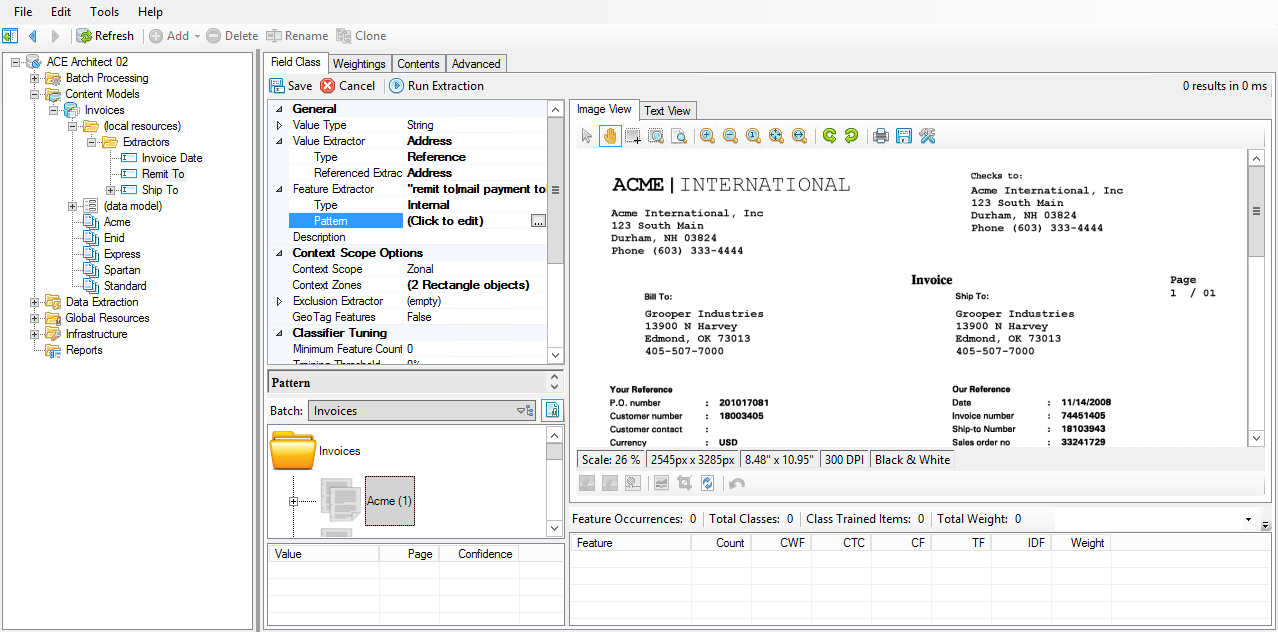 File Edit Tools Help
Refresh Add Delete Rename Clone
ACE Architect 02
Batch Processing
Content Models
Invoices
(local resources)
Extractors
Invoice Date
Remit To
Ship To
(data model)
Acme
Enid
Express
Spartan
Standard
Data Extraction
Global Resources
Infrastructure
Reports
Field Class Weightings Contents Advanced
Save Cancel Run Extraction 0 results in 0 ms
General
Value Type String
Value Extractor Address
Type Reference
Referenced Extrac Address
Feature Extractor "remit to|mail payment to
Type Internal
Pattern (Click to edit) ...
Description
Context Scope Options
Context Scope Zonal
Context Zones (2 Rectangle objects)
Exclusion Extractor (empty)
GeoTag Features False
Classifier Tuning
Minimum Feature Count 0
Training Threshold 0%
Pattern
Batch: Invoices
Invoices
Acme (1)
Value Page Confidence
Image View Text View
ACME | INTERNATIONAL
Acme International, Inc
123 South Main
Durham, NH 03824
Phone (603) 333-4444
Checks to:
Acme International, Inc
123 South Main
Durham, NH 03824
Phone (603) 333-4444
Invoice
Page
1 / 01
Bill To:
Grooper Industries
13900 N Harvey
Edmond, OK 73013
405-507-7000
Ship To:
Grooper Industries
13900 N Harvey
Edmond, OK 73013
405-507-7000
Your Reference
P.O. number : 201017081
Customer number : 18003405
Customer contact :
Currency : USD
Our Reference
Date : 11/14/2008
Invoice number : 74451405
Ship-to Number : 18103943
Sales order no : 33241729
Scale: 26 % 2545px x 3285px 8.48" x 10.95" 300 DPI Black & White
Feature Occurrences: 0 Total Classes: 0 Class Trained Items: 0 Total Weight: 0
Feature Count CWF CTC CF TF IDF Weight